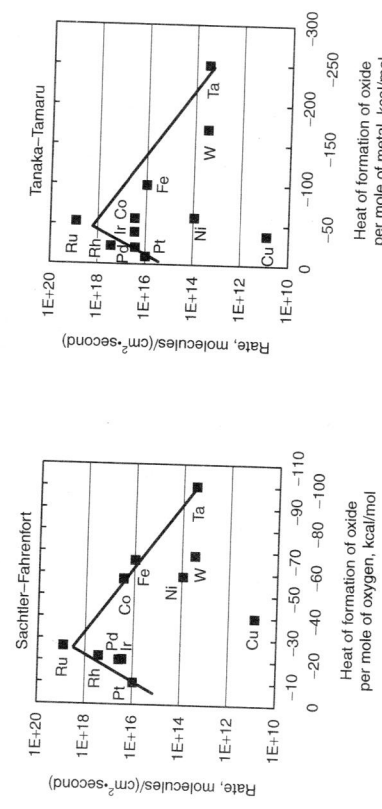 Sachtler–Fahrenfort
Rate, molecules/(cm²•second)
1E+20
1E+18
1E+16
1E+14
1E+12
1E+10
Ru
Rh
Pd
Ir
Pt
Co
Fe
Ni
W
Ta
Cu
0 −10 −20 −30 −40 −50 −60 −70 −80 −90 −100 −110
Heat of formation of oxide
per mole of oxygen, kcal/mol
Tanaka–Tamaru
Rate, molecules/(cm²•second)
1E+20
1E+18
1E+16
1E+14
1E+12
1E+10
Ru
Rh
Ir Co
Pd
Pt
Fe
Ni
W
Ta
Cu
0 −50 −100 −150 −200 −250 −300
Heat of formation of oxide
per mole of metal, kcal/mol